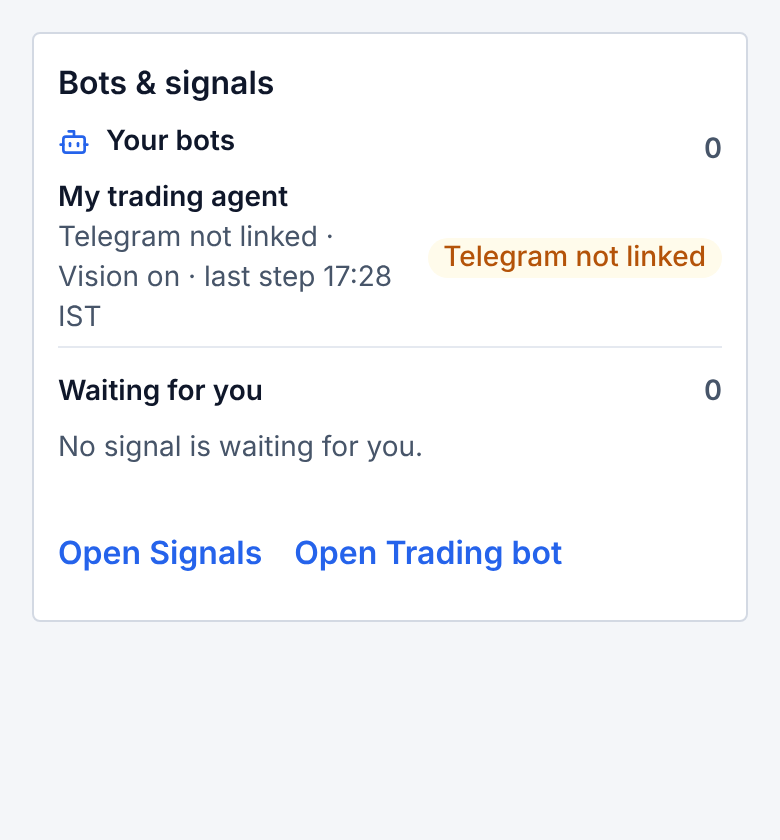 Bots & signals
Your bots
0
My trading agent
Telegram not linked ·
Vision on · last step 17:28
IST
Telegram not linked
Waiting for you
0
No signal is waiting for you.
Open Signals
Open Trading bot